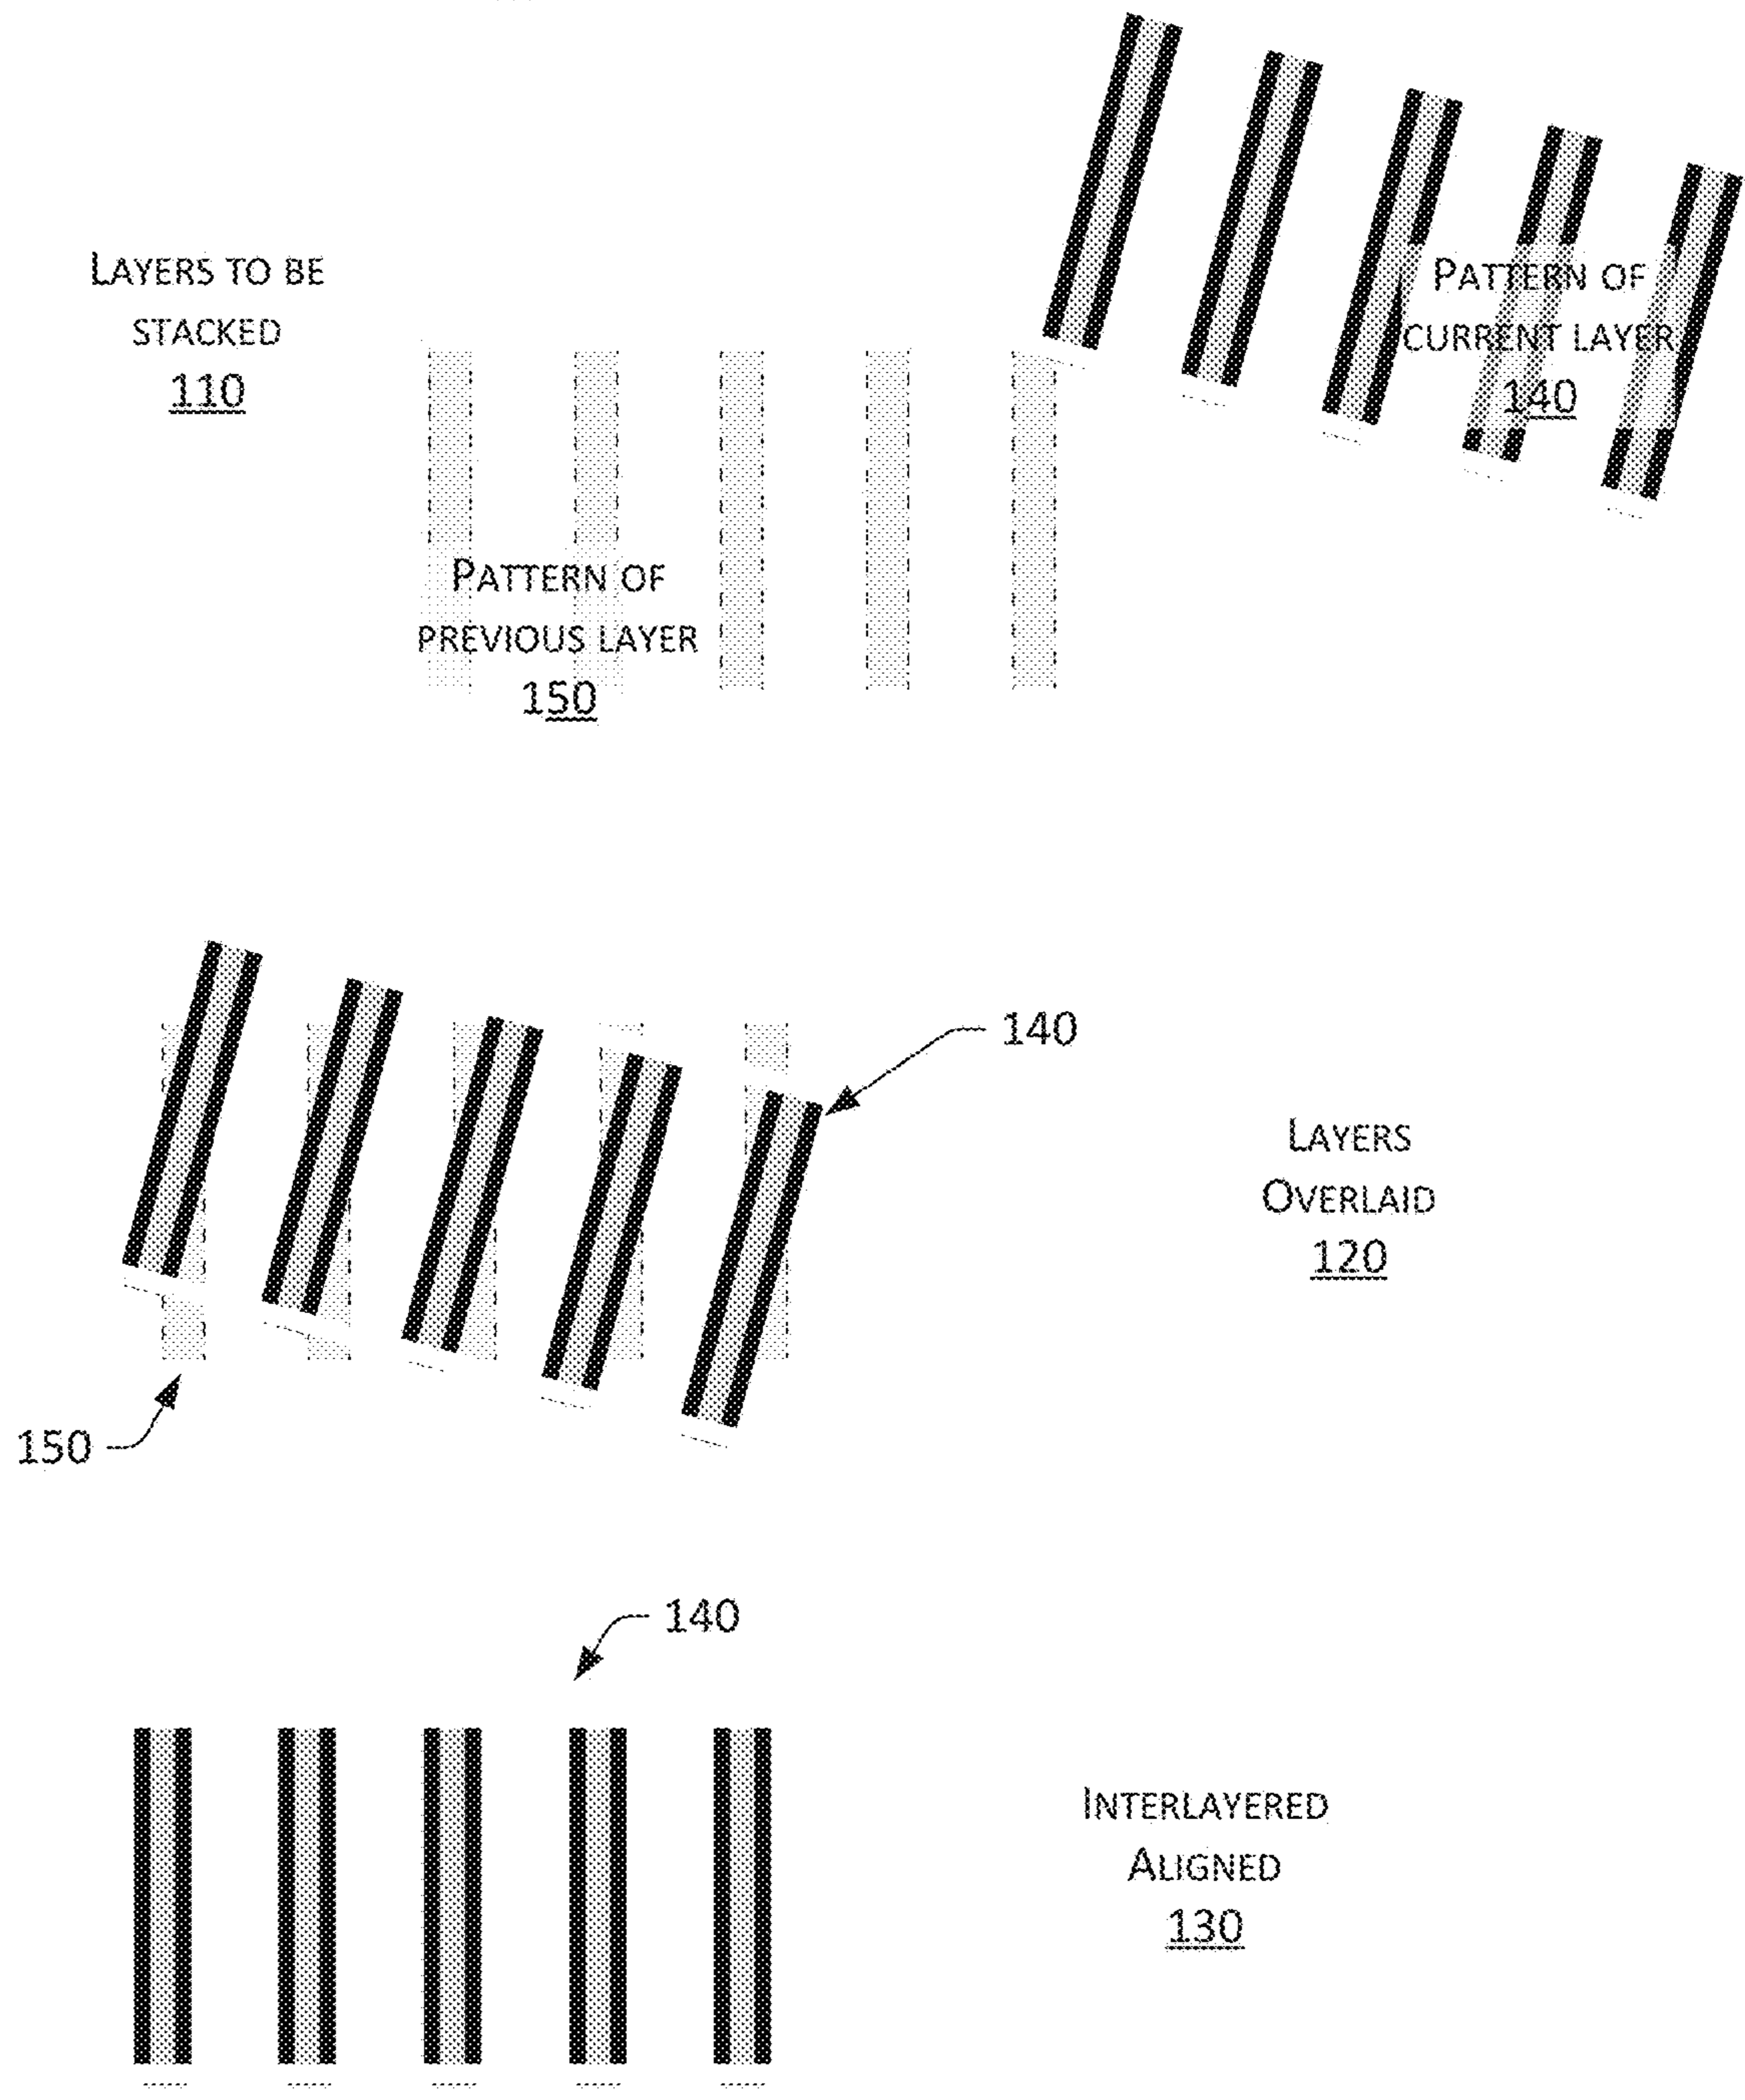 LAYERS TO BE
STACKED
110
PATTERN OF
CURRENT LAYER
140
PATTERN OF
PREVIOUS LAYER
150
140
LAYERS
OVERLAID
120
150
140
INTERLAYERED
ALIGNED
130